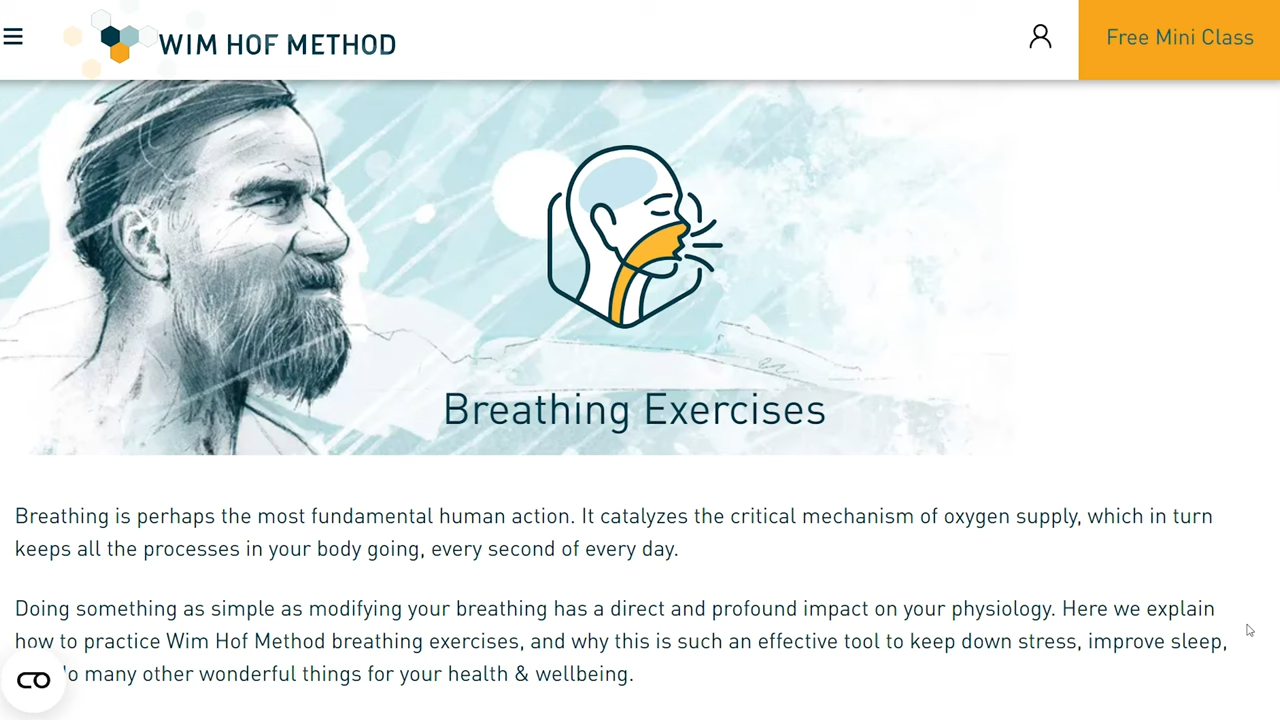 WIM HOF METHOD
Free Mini Class
Breathing Exercises
Breathing is perhaps the most fundamental human action. It catalyzes the critical mechanism of oxygen supply, which in turn
keeps all the processes in your body going, every second of every day.
Doing something as simple as modifying your breathing has a direct and profound impact on your physiology. Here we explain
how to practice Wim Hof Method breathing exercises, and why this is such an effective tool to keep down stress, improve sleep,
many other wonderful things for your health & wellbeing.